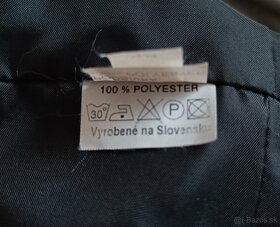 100 % POLYESTER
30°
P
Vyrobené na Slovensku
© bazos.sk